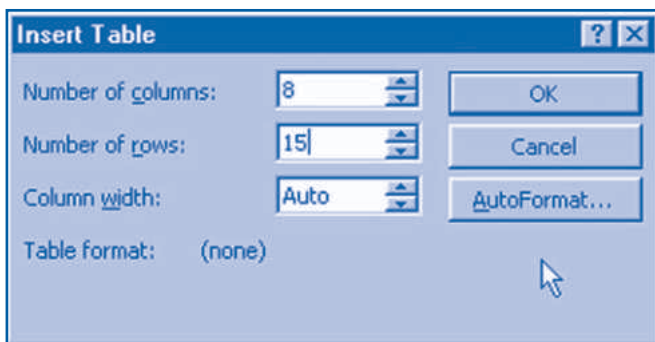 Insert Table
Number of columns: 8 OK
Number of rows: 15 Cancel
Column width: Auto AutoFormat...
Table format: (none)